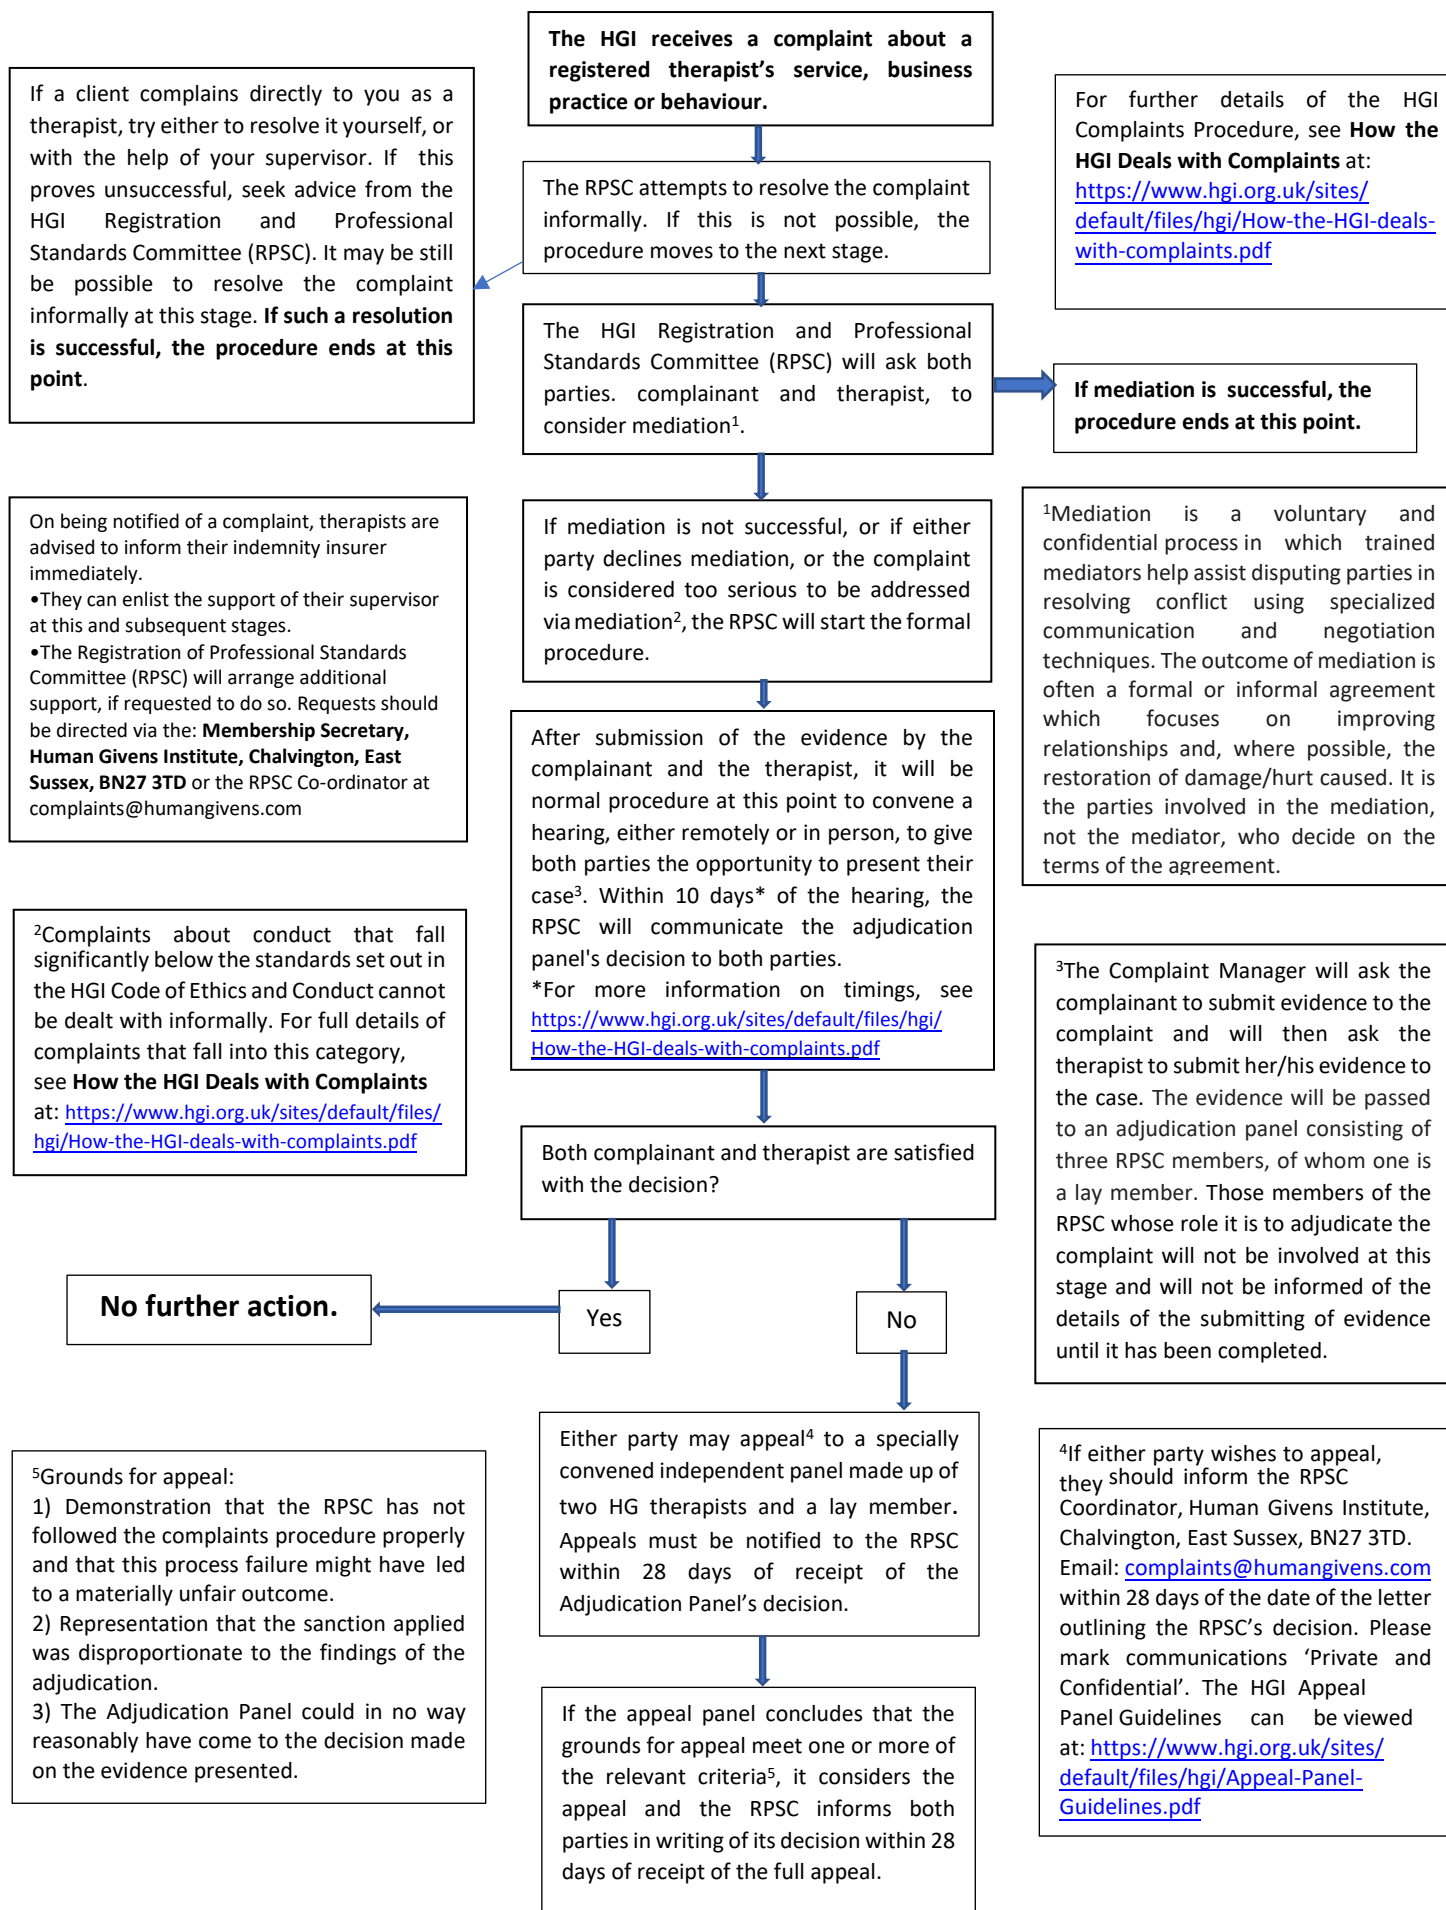 The HGI receives a complaint about a
registered therapist's service, business
practice or behaviour.
If a client complains directly to you as a
therapist, try either to resolve it yourself, or
with the help of your supervisor. If this
proves unsuccessful, seek advice from the
HGI Registration and Professional
Standards Committee (RPSC). It may be still
be possible to resolve the complaint
informally at this stage. If such a resolution
is successful, the procedure ends at this
point.
For further details of the HGI
Complaints Procedure, see How the
HGI Deals with Complaints at:
https://www.hgi.org.uk/sites/
default/files/hgi/How-the-HGI-deals-
with-complaints.pdf
The RPSC attempts to resolve the complaint
informally. If this is not possible, the
procedure moves to the next stage.
The HGI Registration and Professional
Standards Committee (RPSC) will ask both
parties. complainant and therapist, to
consider mediation¹.
If mediation is successful, the
procedure ends at this point.
On being notified of a complaint, therapists are
advised to inform their indemnity insurer
immediately.
•They can enlist the support of their supervisor
at this and subsequent stages.
•The Registration of Professional Standards
Committee (RPSC) will arrange additional
support, if requested to do so. Requests should
be directed via the: Membership Secretary,
Human Givens Institute, Chalvington, East
Sussex, BN27 3TD or the RPSC Co-ordinator at
complaints@humangivens.com
If mediation is not successful, or if either
party declines mediation, or the complaint
is considered too serious to be addressed
via mediation², the RPSC will start the formal
procedure.
¹Mediation is a voluntary and
confidential process in which trained
mediators help assist disputing parties in
resolving conflict using specialized
communication and negotiation
techniques. The outcome of mediation is
often a formal or informal agreement
which focuses on improving
relationships and, where possible, the
restoration of damage/hurt caused. It is
the parties involved in the mediation,
not the mediator, who decide on the
terms of the agreement.
After submission of the evidence by the
complainant and the therapist, it will be
normal procedure at this point to convene a
hearing, either remotely or in person, to give
both parties the opportunity to present their
case³. Within 10 days* of the hearing, the
RPSC will communicate the adjudication
panel's decision to both parties.
*For more information on timings, see
https://www.hgi.org.uk/sites/default/files/hgi/
How-the-HGI-deals-with-complaints.pdf
²Complaints about conduct that fall
significantly below the standards set out in
the HGI Code of Ethics and Conduct cannot
be dealt with informally. For full details of
complaints that fall into this category,
see How the HGI Deals with Complaints
at: https://www.hgi.org.uk/sites/default/files/
hgi/How-the-HGI-deals-with-complaints.pdf
³The Complaint Manager will ask the
complainant to submit evidence to the
complaint and will then ask the
therapist to submit her/his evidence to
the case. The evidence will be passed
to an adjudication panel consisting of
three RPSC members, of whom one is
a lay member. Those members of the
RPSC whose role it is to adjudicate the
complaint will not be involved at this
stage and will not be informed of the
details of the submitting of evidence
until it has been completed.
Both complainant and therapist are satisfied
with the decision?
No further action.
Yes
No
Either party may appeal⁴ to a specially
convened independent panel made up of
two HG therapists and a lay member.
Appeals must be notified to the RPSC
within 28 days of receipt of the
Adjudication Panel's decision.
⁵Grounds for appeal:
1) Demonstration that the RPSC has not
followed the complaints procedure properly
and that this process failure might have led
to a materially unfair outcome.
2) Representation that the sanction applied
was disproportionate to the findings of the
adjudication.
3) The Adjudication Panel could in no way
reasonably have come to the decision made
on the evidence presented.
⁴If either party wishes to appeal,
they should inform the RPSC
Coordinator, Human Givens Institute,
Chalvington, East Sussex, BN27 3TD.
Email: complaints@humangivens.com
within 28 days of the date of the letter
outlining the RPSC's decision. Please
mark communications 'Private and
Confidential'. The HGI Appeal
Panel Guidelines can be viewed
at: https://www.hgi.org.uk/sites/
default/files/hgi/Appeal-Panel-
Guidelines.pdf
If the appeal panel concludes that the
grounds for appeal meet one or more of
the relevant criteria⁵, it considers the
appeal and the RPSC informs both
parties in writing of its decision within 28
days of receipt of the full appeal.